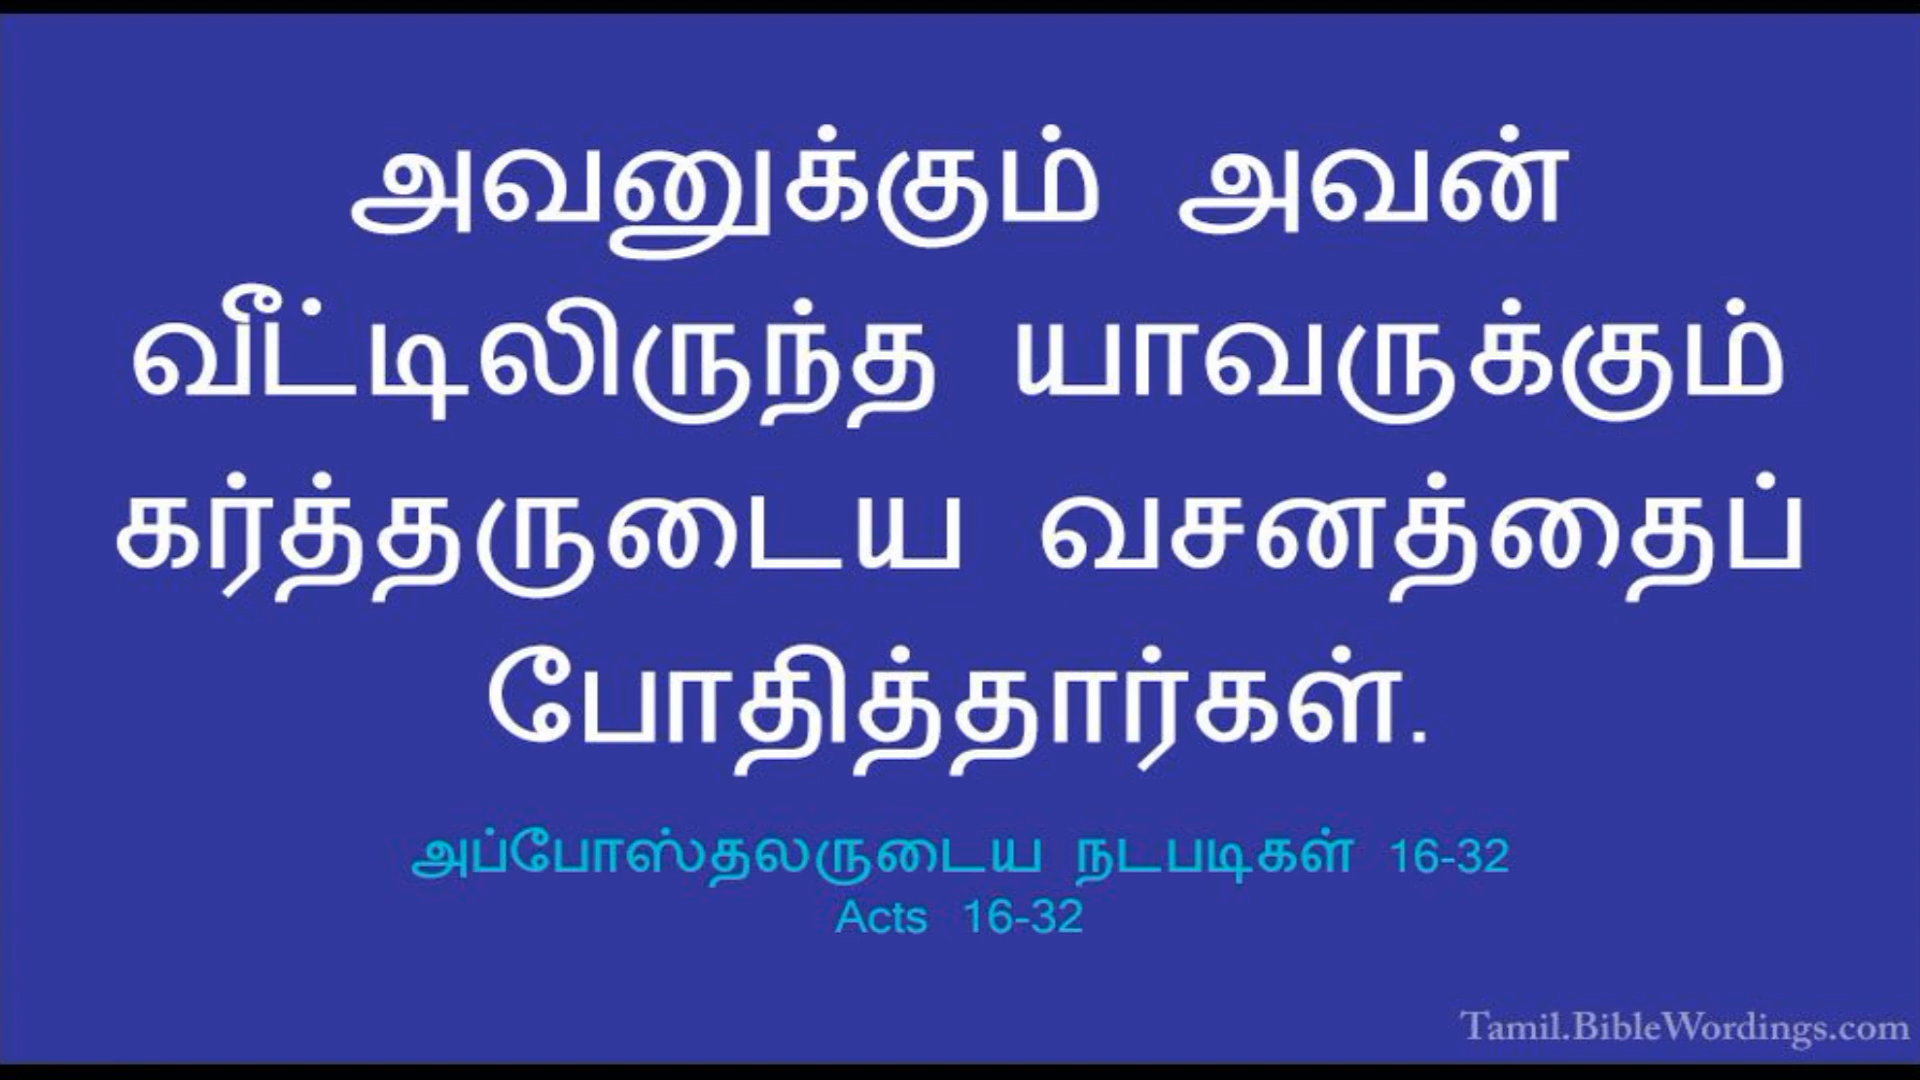 அவனுக்கும் அவன்
வீட்டிலிருந்த யாவருக்கும்
கர்த்தருடைய வசனத்தைப்
போதித்தார்கள்.
அப்போஸ்தலருடைய நடபடிகள் 16-32
Acts 16-32
Tamil.BibleWordings.com